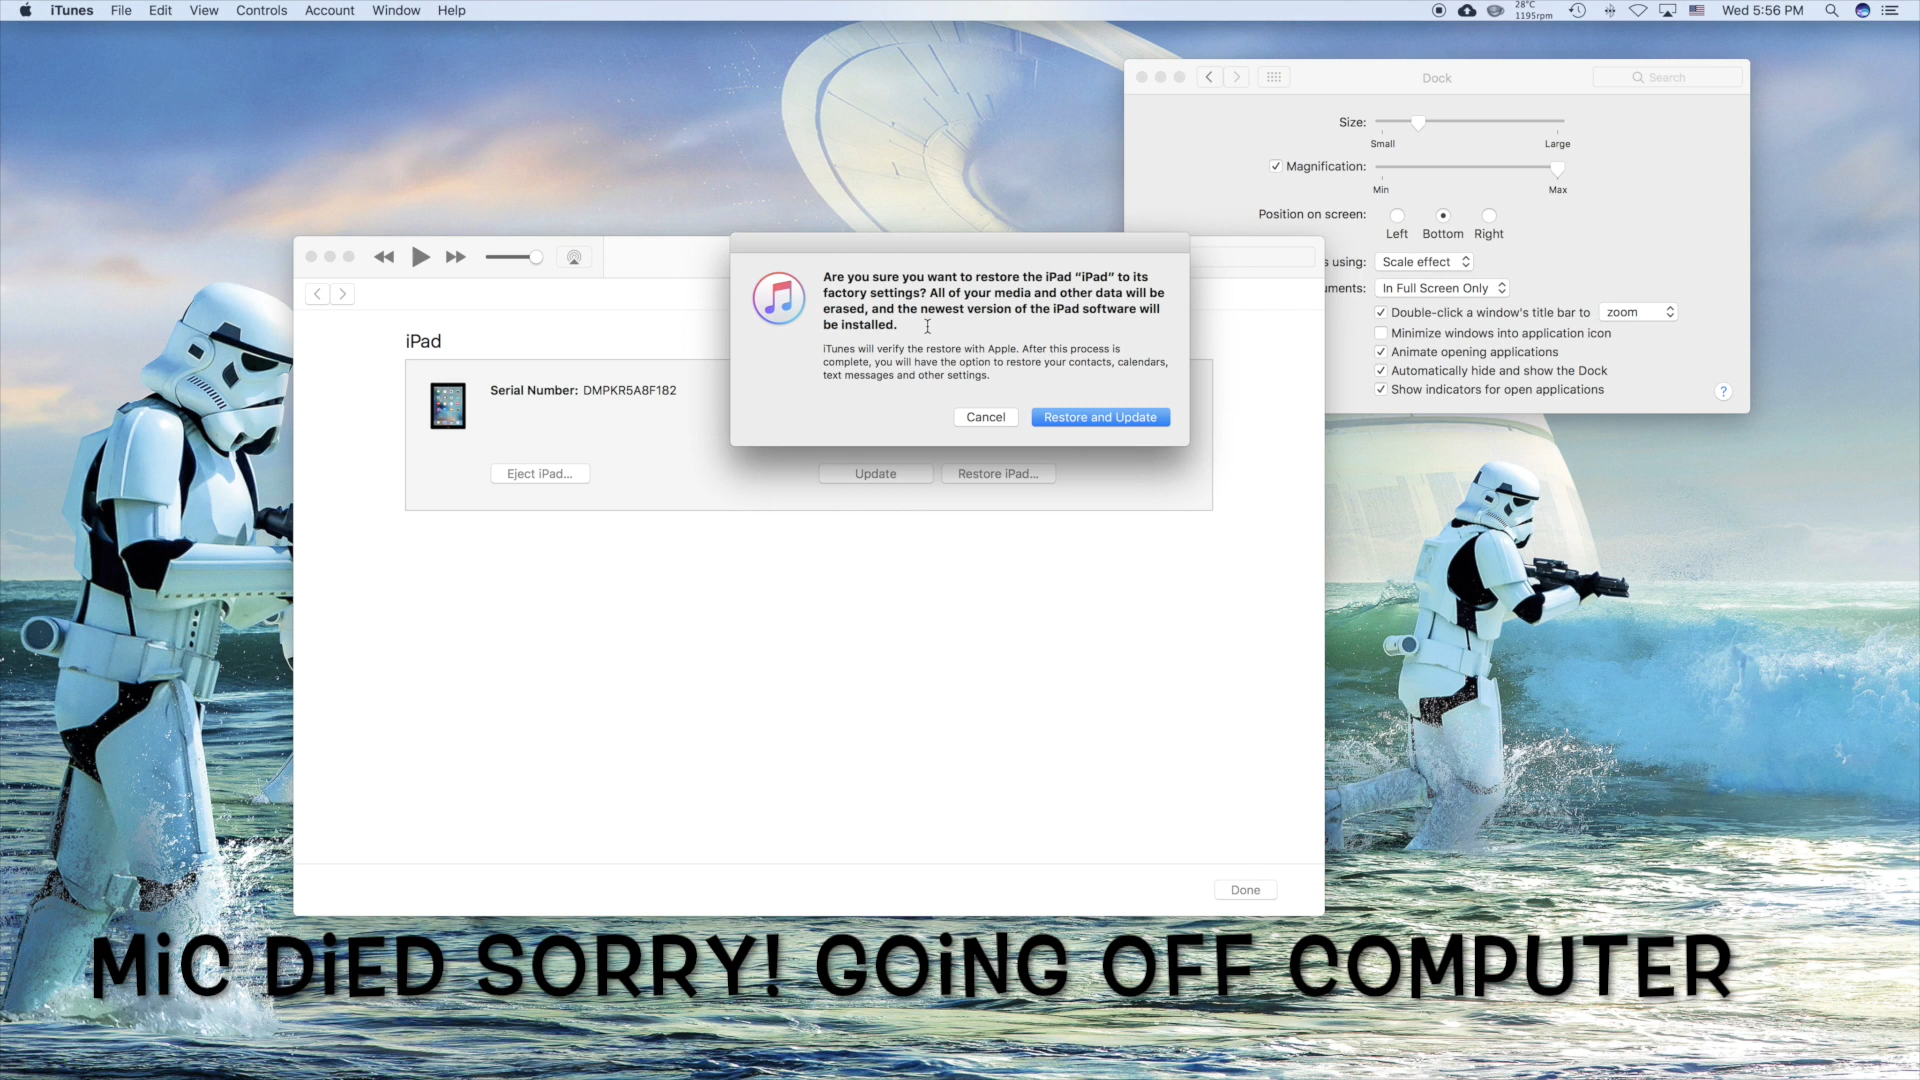 iTunes File Edit View Controls Account Window Help
28°C
1195rpm
Wed 5:56 PM
Dock
Search
Size:
Small Large
Magnification:
Min Max
Position on screen:
Left Bottom Right
s using: Scale effect
uments: In Full Screen Only
Double-click a window's title bar to zoom
Minimize windows into application icon
Animate opening applications
Automatically hide and show the Dock
Show indicators for open applications
?
Are you sure you want to restore the iPad “iPad” to its
factory settings? All of your media and other data will be
erased, and the newest version of the iPad software will
be installed.
iTunes will verify the restore with Apple. After this process is
complete, you will have the option to restore your contacts, calendars,
text messages and other settings.
Cancel Restore and Update
iPad
Serial Number: DMPKR5A8F182
Eject iPad... Update Restore iPad...
Done
MiC DiED SORRY! GOiNG OFF COMPUTER